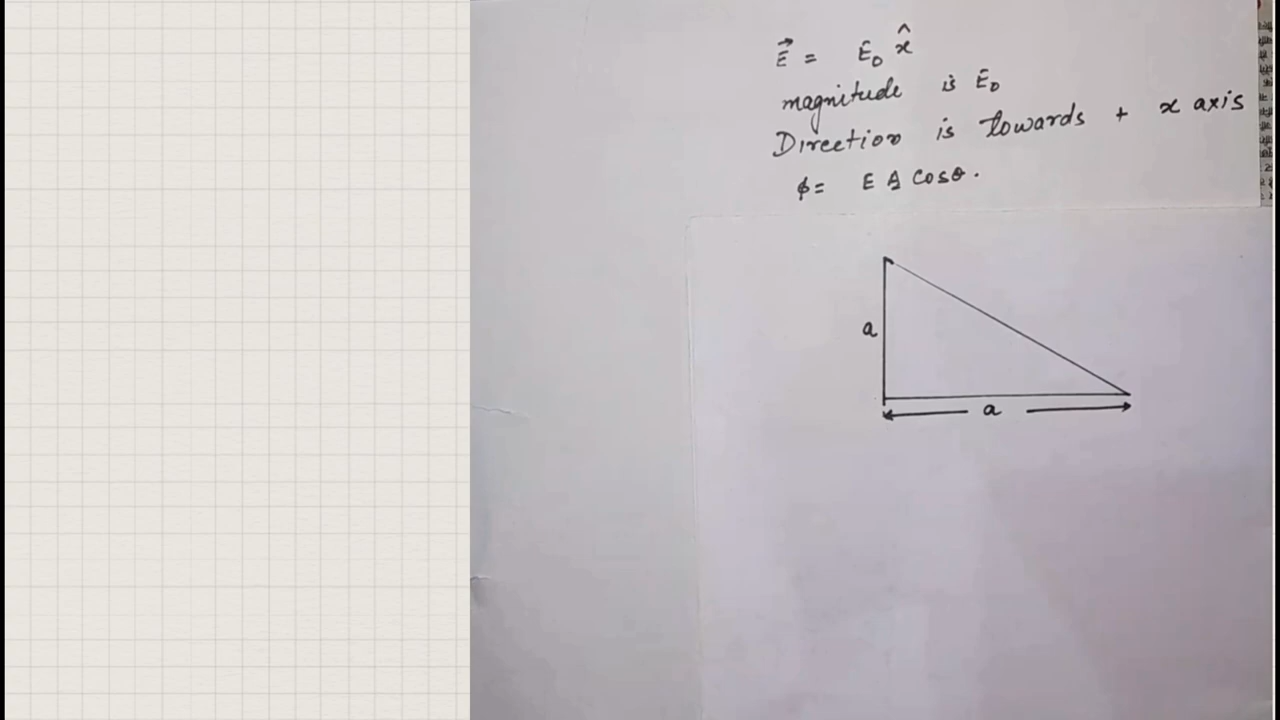 E⃗ = E₀ x̂
magnitude is E₀
Direction is towards + x axis
ϕ = E A Cosθ.
a
a